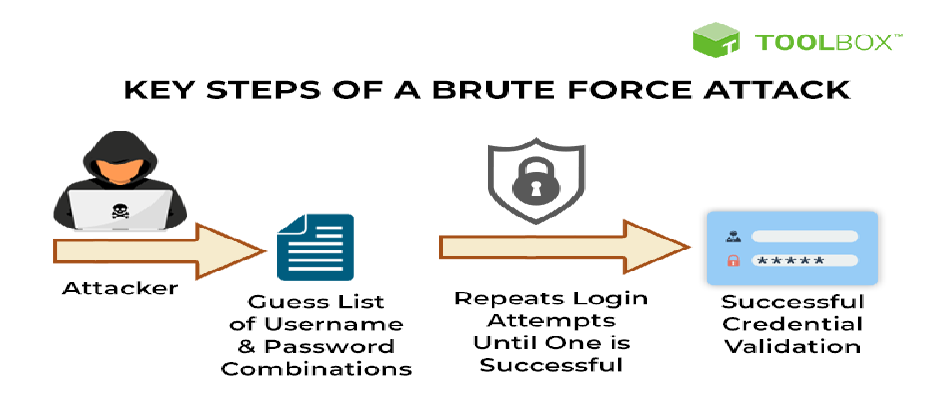 TOOLBOX™
KEY STEPS OF A BRUTE FORCE ATTACK
Attacker
Guess List
of Username
& Password
Combinations
Repeats Login
Attempts
Until One is
Successful
*****
Successful
Credential
Validation